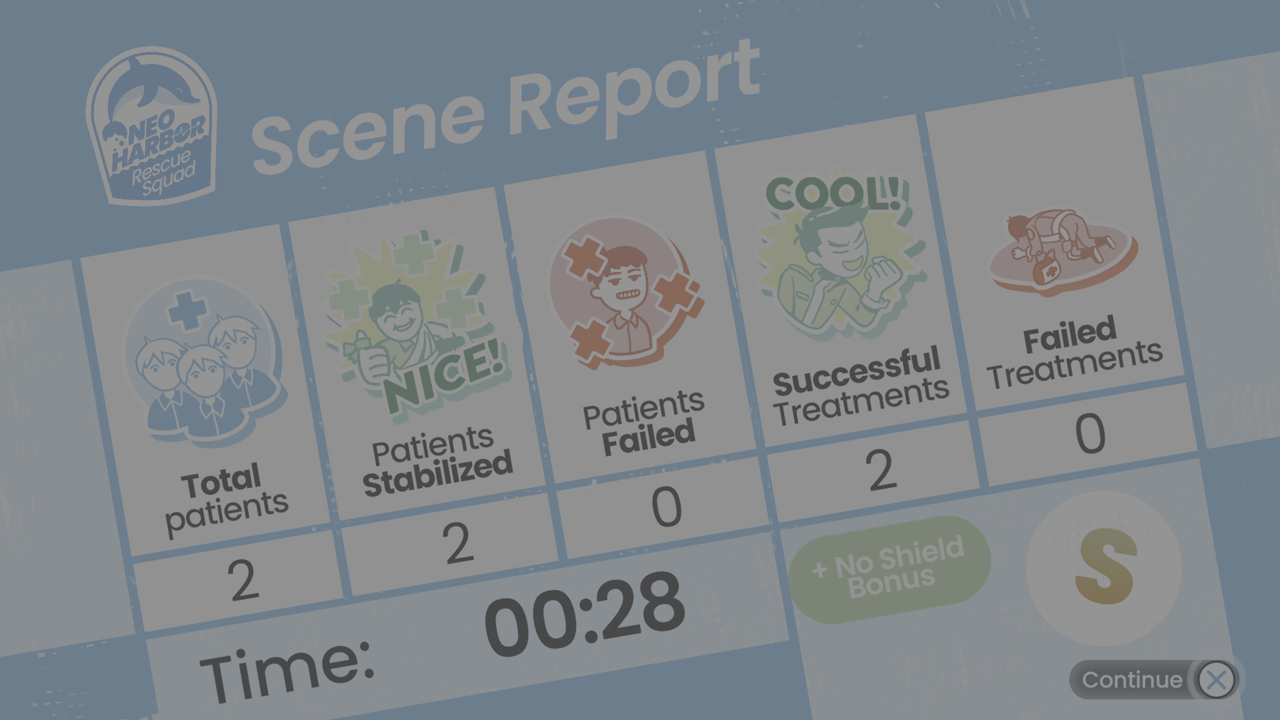 NEO
HARBOR
Rescue
Squad
Scene Report
Total
patients
2
NICE!
Patients
Stabilized
2
Patients
Failed
0
COOL!
Successful
Treatments
2
Failed
Treatments
0
Time:
00:28
+ No Shield
Bonus
S
Continue